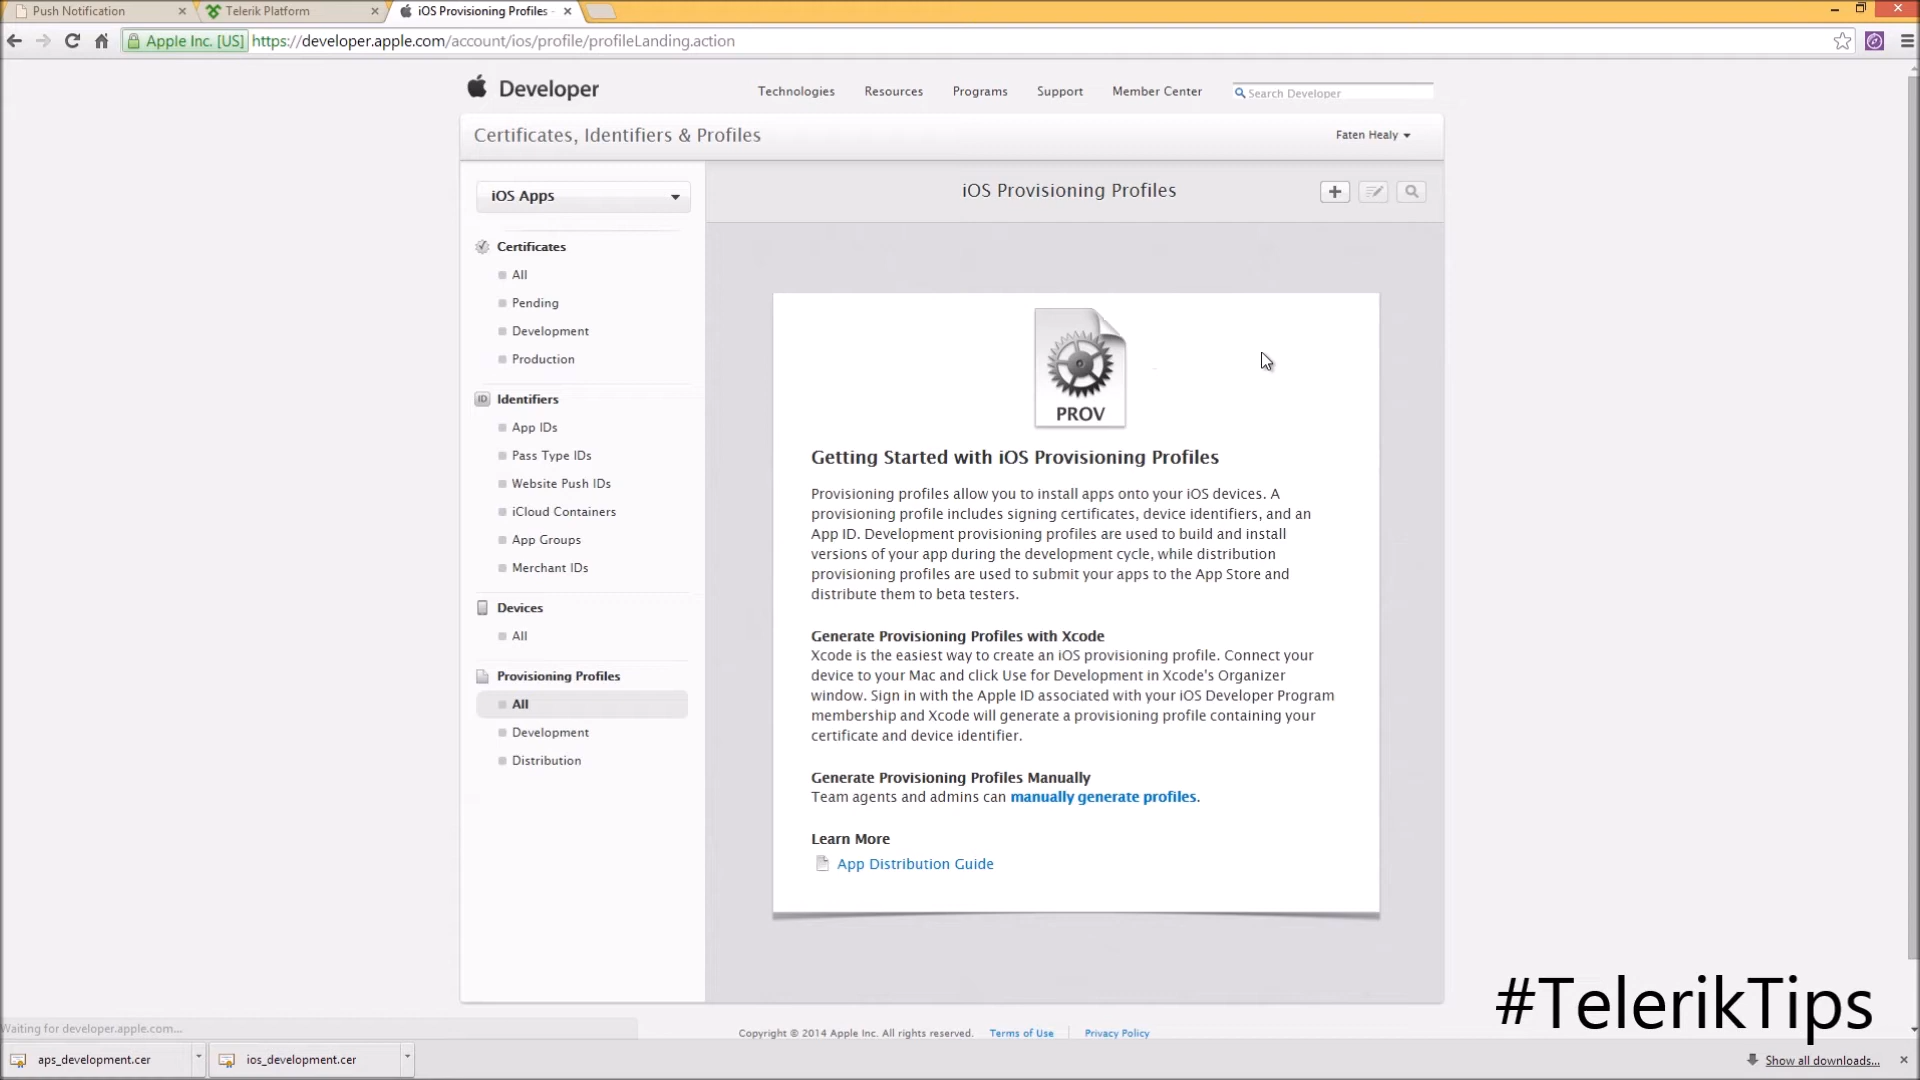 Push Notification
Telerik Platform
iOS Provisioning Profiles -
Apple Inc. [US]
https://developer.apple.com/account/ios/profile/profileLanding.action
Developer
Technologies
Resources
Programs
Support
Member Center
Search Developer
Certificates, Identifiers & Profiles
Faten Healy
iOS Apps
iOS Provisioning Profiles
Certificates
All
Pending
Development
Production
ID
Identifiers
App IDs
Pass Type IDs
Website Push IDs
iCloud Containers
App Groups
Merchant IDs
Devices
All
Provisioning Profiles
All
Development
Distribution
PROV
Getting Started with iOS Provisioning Profiles
Provisioning profiles allow you to install apps onto your iOS devices. A
provisioning profile includes signing certificates, device identifiers, and an
App ID. Development provisioning profiles are used to build and install
versions of your app during the development cycle, while distribution
provisioning profiles are used to submit your apps to the App Store and
distribute them to beta testers.
Generate Provisioning Profiles with Xcode
Xcode is the easiest way to create an iOS provisioning profile. Connect your
device to your Mac and click Use for Development in Xcode's Organizer
window. Sign in with the Apple ID associated with your iOS Developer Program
membership and Xcode will generate a provisioning profile containing your
certificate and device identifier.
Generate Provisioning Profiles Manually
Team agents and admins can manually generate profiles.
Learn More
App Distribution Guide
#TelerikTips
Waiting for developer.apple.com...
Copyright © 2014 Apple Inc. All rights reserved.
Terms of Use
Privacy Policy
aps_development.cer
ios_development.cer
Show all downloads...